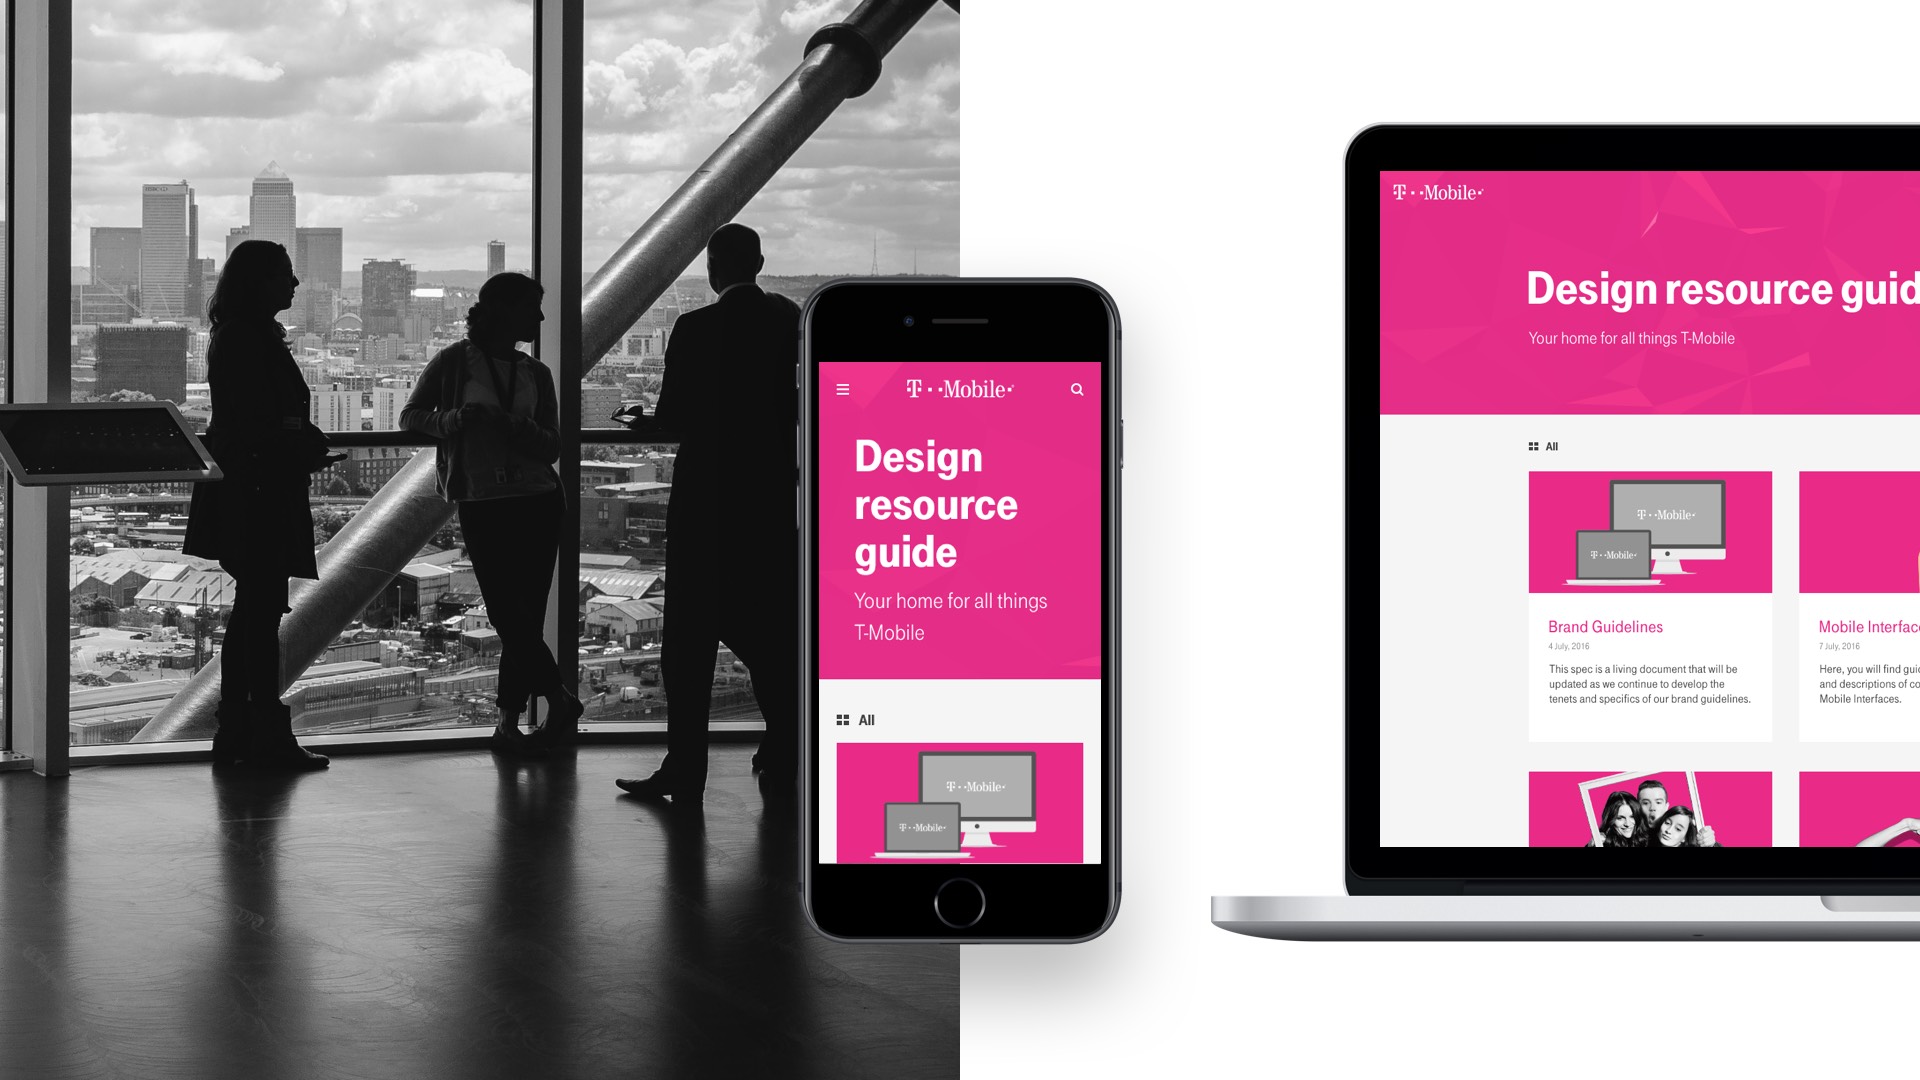 T··Mobile·
Design
resource
guide
Your home for all things
T-Mobile
All
T··Mobile·
T··Mobile·
T··Mobile·
Design resource guid
Your home for all things T-Mobile
All
T··Mobile·
T··Mobile·
Brand Guidelines
4 July, 2016
This spec is a living document that will be
updated as we continue to develop the
tenets and specifics of our brand guidelines.
Mobile Interfac
7 July, 2016
Here, you will find gui
and descriptions of co
Mobile Interfaces.